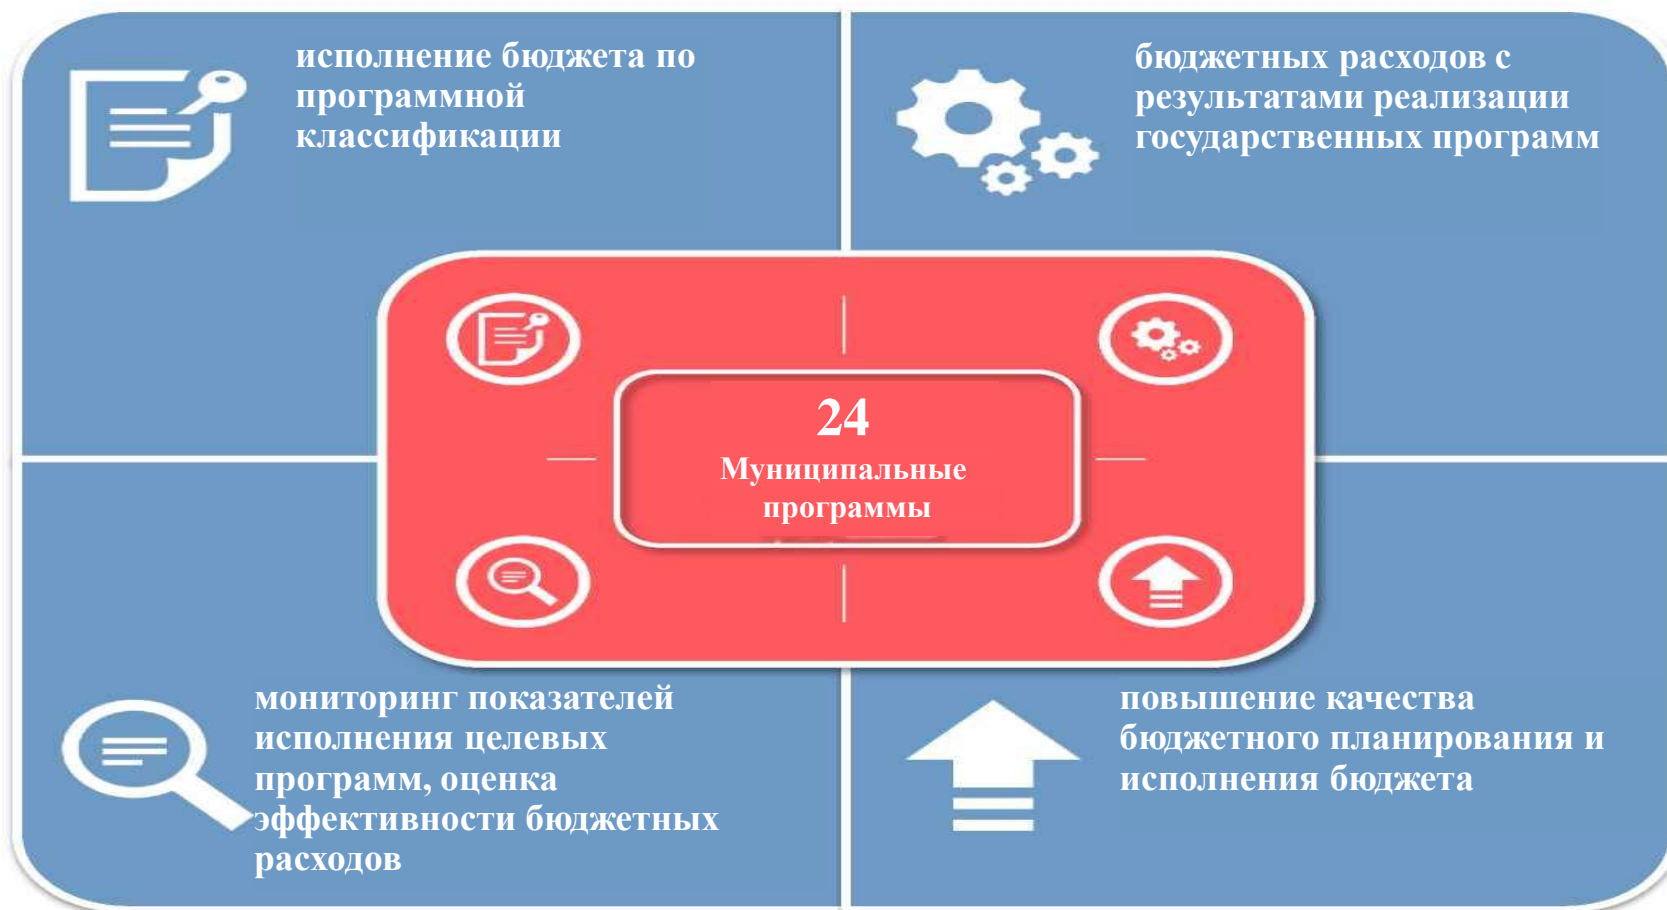 исполнение бюджета по
программной
классификации
бюджетных расходов с
результатами реализации
государственных программ
24
Муниципальные
программы
мониторинг показателей
исполнения целевых
программ, оценка
эффективности бюджетных
расходов
повышение качества
бюджетного планирования и
исполнения бюджета